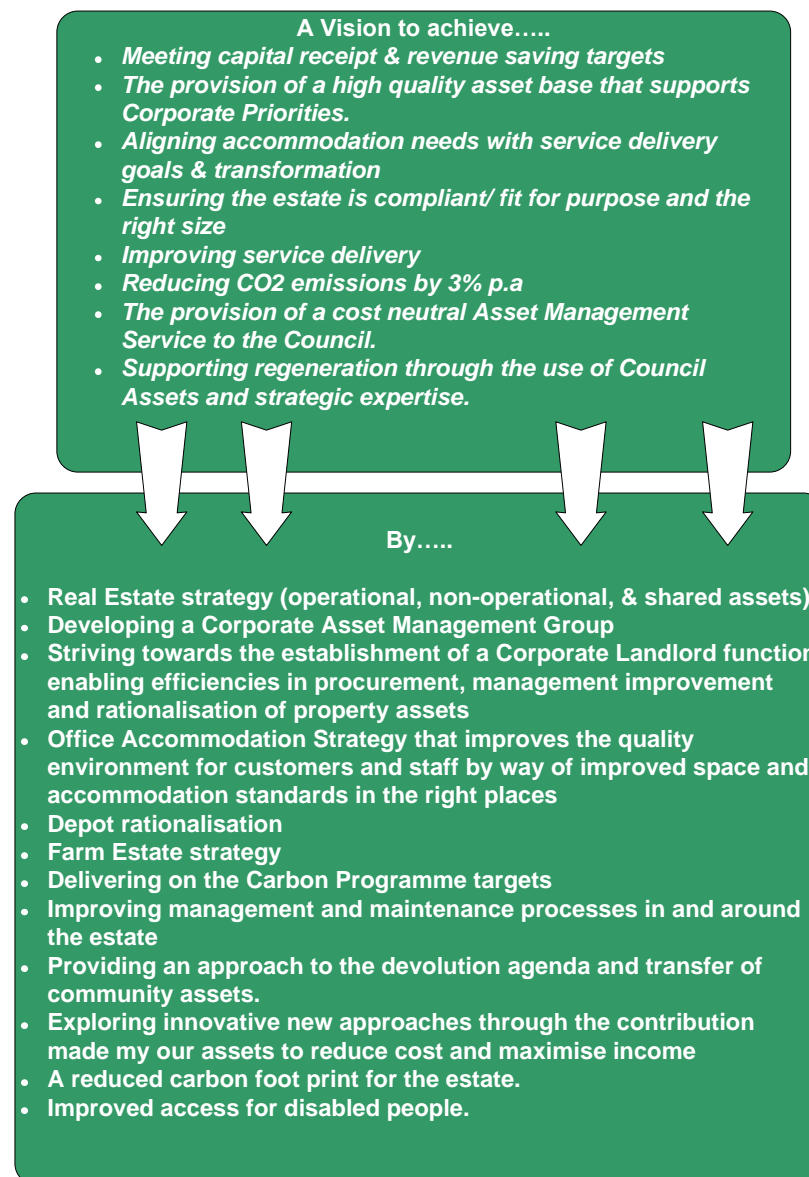 A Vision to achieve…..
• Meeting capital receipt & revenue saving targets
• The provision of a high quality asset base that supports
Corporate Priorities.
• Aligning accommodation needs with service delivery
goals & transformation
• Ensuring the estate is compliant/ fit for purpose and the
right size
• Improving service delivery
• Reducing CO2 emissions by 3% p.a
• The provision of a cost neutral Asset Management
Service to the Council.
• Supporting regeneration through the use of Council
Assets and strategic expertise.
By…..
• Real Estate strategy (operational, non-operational, & shared assets)
• Developing a Corporate Asset Management Group
• Striving towards the establishment of a Corporate Landlord function
enabling efficiencies in procurement, management improvement
and rationalisation of property assets
• Office Accommodation Strategy that improves the quality
environment for customers and staff by way of improved space and
accommodation standards in the right places
• Depot rationalisation
• Farm Estate strategy
• Delivering on the Carbon Programme targets
• Improving management and maintenance processes in and around
the estate
• Providing an approach to the devolution agenda and transfer of
community assets.
• Exploring innovative new approaches through the contribution
made my our assets to reduce cost and maximise income
• A reduced carbon foot print for the estate.
• Improved access for disabled people.